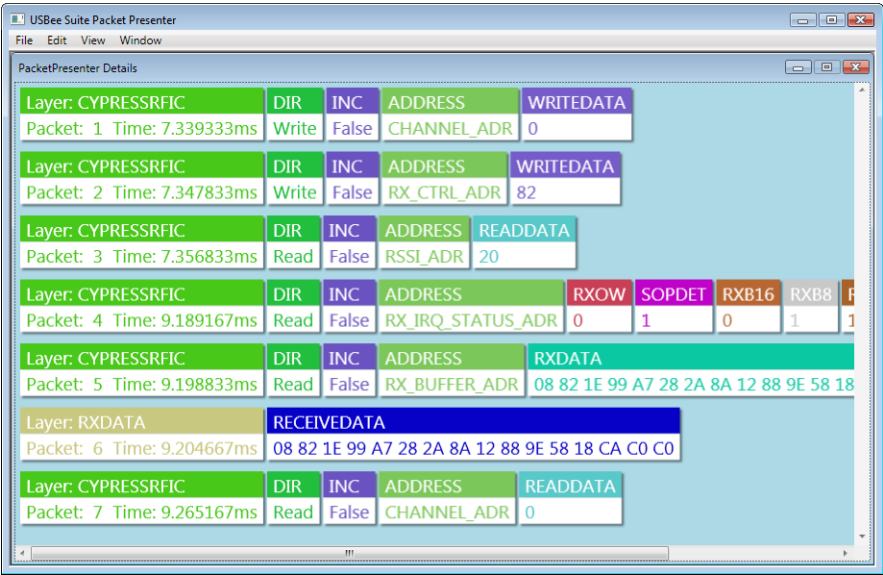 USBee Suite Packet Presenter
File Edit View Window
PacketPresenter Details
Layer: CYPRESSRFIC DIR INC ADDRESS WRITEDATA
Packet: 1 Time: 7.339333ms Write False CHANNEL_ADR 0
Layer: CYPRESSRFIC DIR INC ADDRESS WRITEDATA
Packet: 2 Time: 7.347833ms Write False RX_CTRL_ADR 82
Layer: CYPRESSRFIC DIR INC ADDRESS READDATA
Packet: 3 Time: 7.356833ms Read False RSSI_ADR 20
Layer: CYPRESSRFIC DIR INC ADDRESS RXOW SOPDET RXB16 RXB8
Packet: 4 Time: 9.189167ms Read False RX_IRQ_STATUS_ADR 0 1 0 1 1
Layer: CYPRESSRFIC DIR INC ADDRESS RXDATA
Packet: 5 Time: 9.198833ms Read False RX_BUFFER_ADR 08 82 1E 99 A7 28 2A 8A 12 88 9E 58 18
Layer: RXDATA RECEIVEDATA
Packet: 6 Time: 9.204667ms 08 82 1E 99 A7 28 2A 8A 12 88 9E 58 18 CA C0 C0
Layer: CYPRESSRFIC DIR INC ADDRESS READDATA
Packet: 7 Time: 9.265167ms Read False CHANNEL_ADR 0